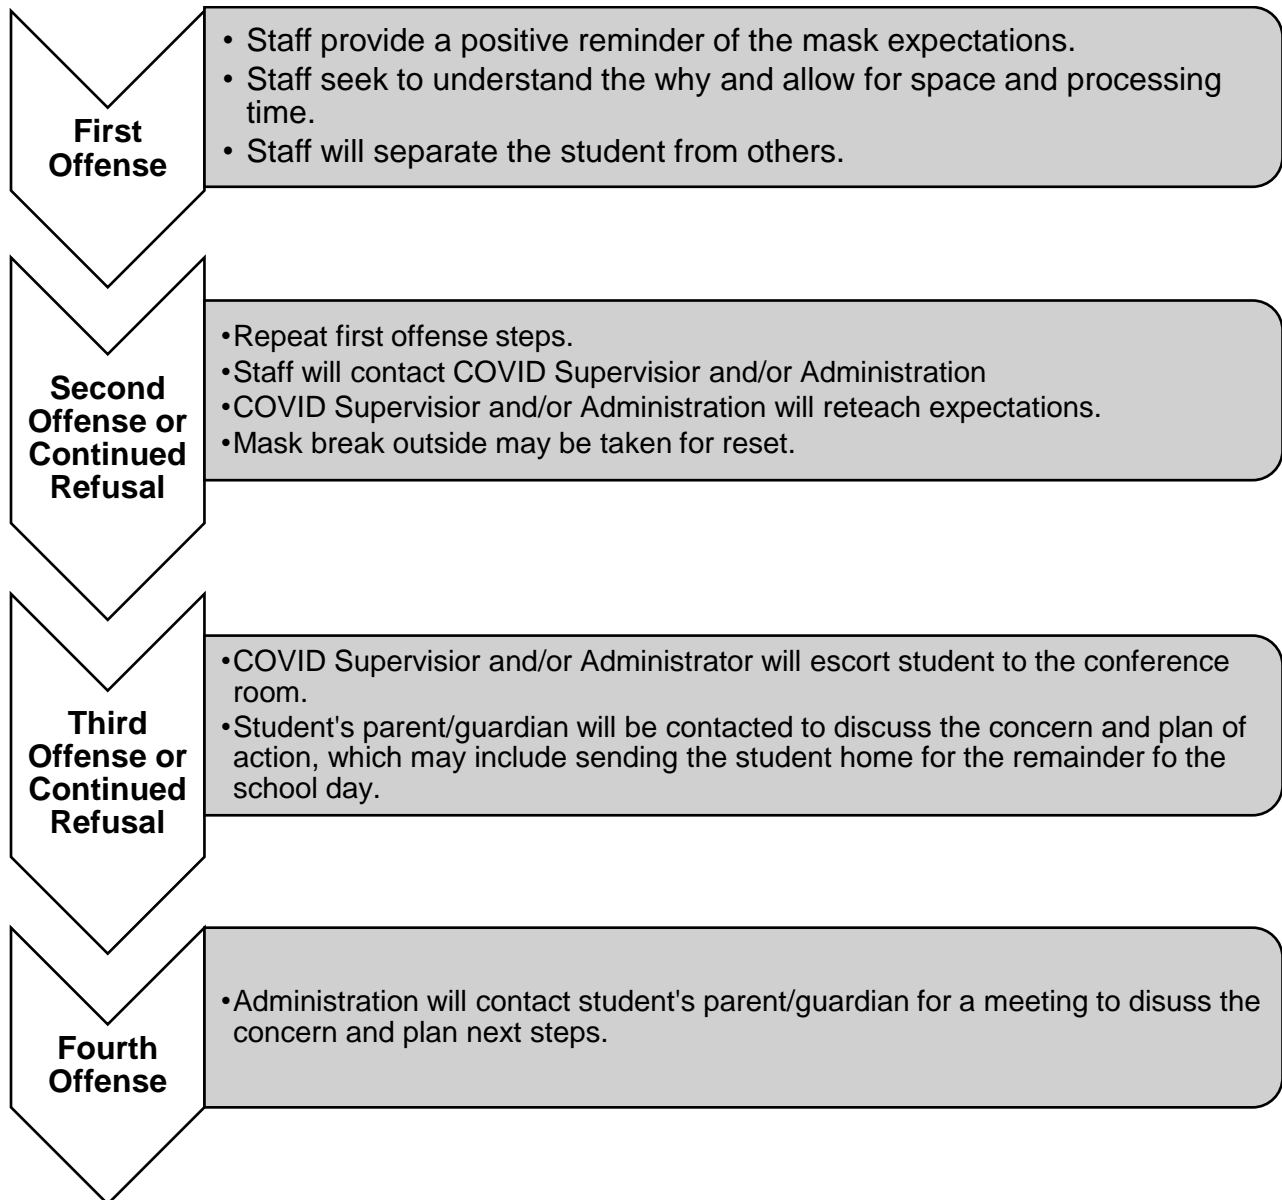 First
Offense
• Staff provide a positive reminder of the mask expectations.
• Staff seek to understand the why and allow for space and processing
time.
• Staff will separate the student from others.
Second
Offense or
Continued
Refusal
•Repeat first offense steps.
•Staff will contact COVID Supervisior and/or Administration
•COVID Supervisior and/or Administration will reteach expectations.
•Mask break outside may be taken for reset.
Third
Offense or
Continued
Refusal
•COVID Supervisior and/or Administrator will escort student to the conference
room.
•Student's parent/guardian will be contacted to discuss the concern and plan of
action, which may include sending the student home for the remainder fo the
school day.
Fourth
Offense
•Administration will contact student's parent/guardian for a meeting to disuss the
concern and plan next steps.